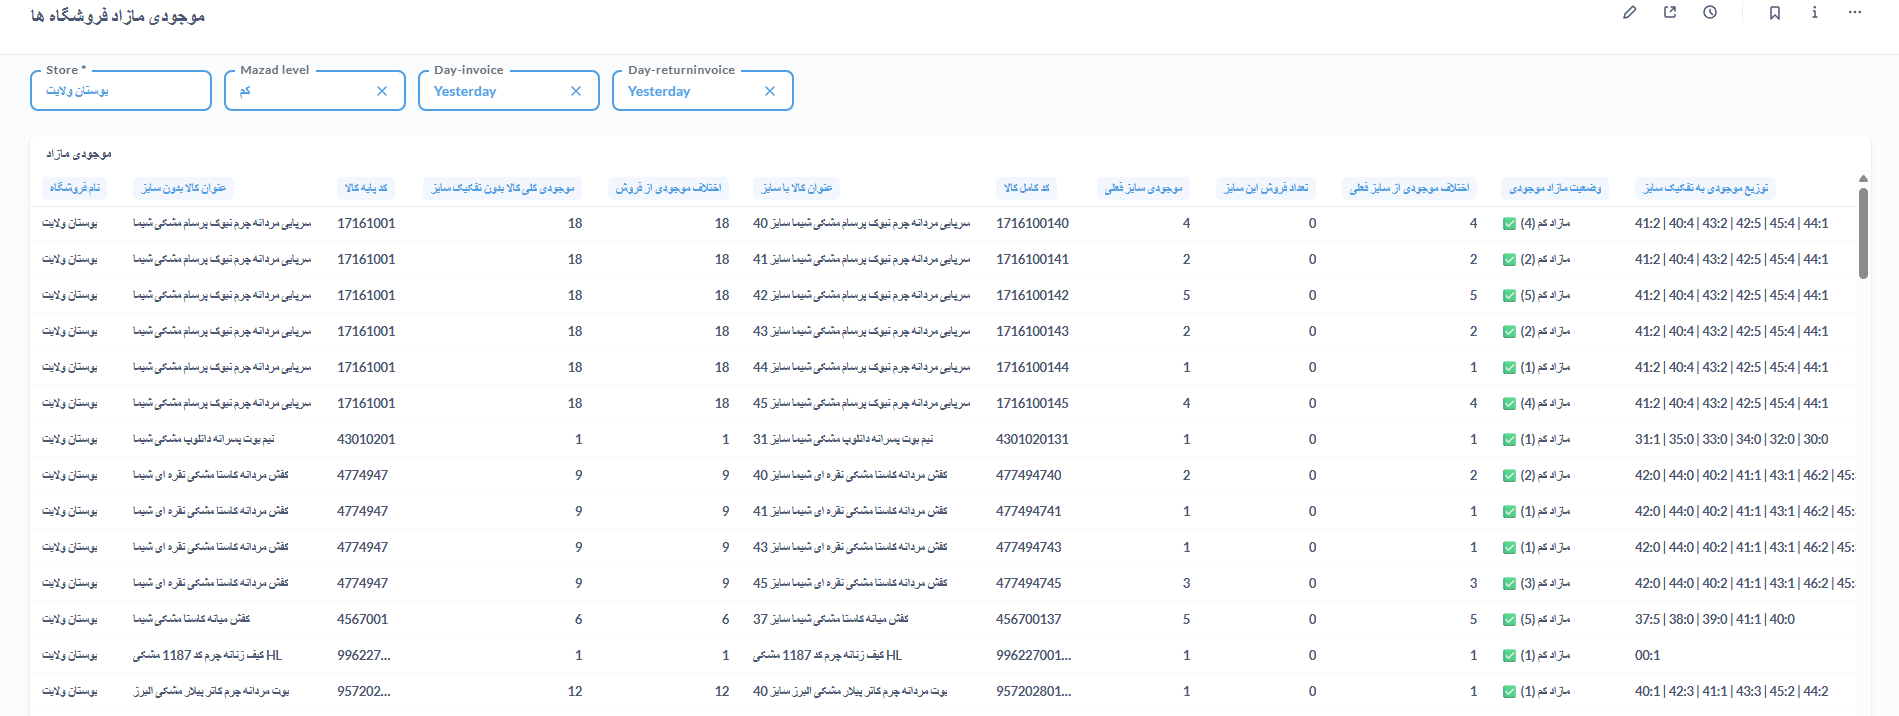 موجودی مازاد فروشگاه ها
Store * Mazad level Day-invoice Day-returninvoice
بوستان ولایت کم Yesterday Yesterday
موجودی مازاد
نام فروشگاه عنوان کالا بدون سایز کد پایه کالا موجودی کلی کالا بدون تفکیک سایز اختلاف موجودی از فروش عنوان کالا با سایز کد کامل کالا موجودی سایز فعلی تعداد فروش این سایز اختلاف موجودی از سایز فعلی وضعیت مازاد موجودی توزیع موجودی به تفکیک سایز
بوستان ولایت سرپایی مردانه چرم نبوک پرسام مشکی شیما 17161001 18 18 سرپایی مردانه چرم نبوک پرسام مشکی شیما سایز 40 1716100140 4 0 4 ✅ مازاد کم (4) 41:2 | 40:4 | 43:2 | 42:5 | 45:4 | 44:1
بوستان ولایت سرپایی مردانه چرم نبوک پرسام مشکی شیما 17161001 18 18 سرپایی مردانه چرم نبوک پرسام مشکی شیما سایز 41 1716100141 2 0 2 ✅ مازاد کم (2) 41:2 | 40:4 | 43:2 | 42:5 | 45:4 | 44:1
بوستان ولایت سرپایی مردانه چرم نبوک پرسام مشکی شیما 17161001 18 18 سرپایی مردانه چرم نبوک پرسام مشکی شیما سایز 42 1716100142 5 0 5 ✅ مازاد کم (5) 41:2 | 40:4 | 43:2 | 42:5 | 45:4 | 44:1
بوستان ولایت سرپایی مردانه چرم نبوک پرسام مشکی شیما 17161001 18 18 سرپایی مردانه چرم نبوک پرسام مشکی شیما سایز 43 1716100143 2 0 2 ✅ مازاد کم (2) 41:2 | 40:4 | 43:2 | 42:5 | 45:4 | 44:1
بوستان ولایت سرپایی مردانه چرم نبوک پرسام مشکی شیما 17161001 18 18 سرپایی مردانه چرم نبوک پرسام مشکی شیما سایز 44 1716100144 1 0 1 ✅ مازاد کم (1) 41:2 | 40:4 | 43:2 | 42:5 | 45:4 | 44:1
بوستان ولایت سرپایی مردانه چرم نبوک پرسام مشکی شیما 17161001 18 18 سرپایی مردانه چرم نبوک پرسام مشکی شیما سایز 45 1716100145 4 0 4 ✅ مازاد کم (4) 41:2 | 40:4 | 43:2 | 42:5 | 45:4 | 44:1
بوستان ولایت نیم بوت پسرانه دانلوپ مشکی شیما 43010201 1 1 نیم بوت پسرانه دانلوپ مشکی شیما سایز 31 4301020131 1 0 1 ✅ مازاد کم (1) 31:1 | 35:0 | 33:0 | 34:0 | 32:0 | 30:0
بوستان ولایت کفش مردانه کاستا مشکی نقره ای شیما 4774947 9 9 کفش مردانه کاستا مشکی نقره ای شیما سایز 40 477494740 2 0 2 ✅ مازاد کم (2) 42:0 | 44:0 | 40:2 | 41:1 | 43:1 | 46:2 | 45:
بوستان ولایت کفش مردانه کاستا مشکی نقره ای شیما 4774947 9 9 کفش مردانه کاستا مشکی نقره ای شیما سایز 41 477494741 1 0 1 ✅ مازاد کم (1) 42:0 | 44:0 | 40:2 | 41:1 | 43:1 | 46:2 | 45:
بوستان ولایت کفش مردانه کاستا مشکی نقره ای شیما 4774947 9 9 کفش مردانه کاستا مشکی نقره ای شیما سایز 43 477494743 1 0 1 ✅ مازاد کم (1) 42:0 | 44:0 | 40:2 | 41:1 | 43:1 | 46:2 | 45:
بوستان ولایت کفش مردانه کاستا مشکی نقره ای شیما 4774947 9 9 کفش مردانه کاستا مشکی نقره ای شیما سایز 45 477494745 3 0 3 ✅ مازاد کم (3) 42:0 | 44:0 | 40:2 | 41:1 | 43:1 | 46:2 | 45:
بوستان ولایت کفش میانه کاستا مشکی شیما 4567001 6 6 کفش میانه کاستا مشکی شیما سایز 37 456700137 5 0 5 ✅ مازاد کم (5) 37:5 | 38:0 | 39:0 | 41:1 | 40:0
بوستان ولایت کیف زنانه چرم کد 1187 مشکی HL 996227... 1 1 کیف زنانه چرم کد 1187 مشکی HL 996227001... 1 0 1 ✅ مازاد کم (1) 00:1
بوستان ولایت بوت مردانه چرم کاتر پیلار مشکی البرز 957202... 12 12 بوت مردانه چرم کاتر پیلار مشکی البرز سایز 40 957202801... 1 0 1 ✅ مازاد کم (1) 40:1 | 42:3 | 41:1 | 43:3 | 45:2 | 44:2